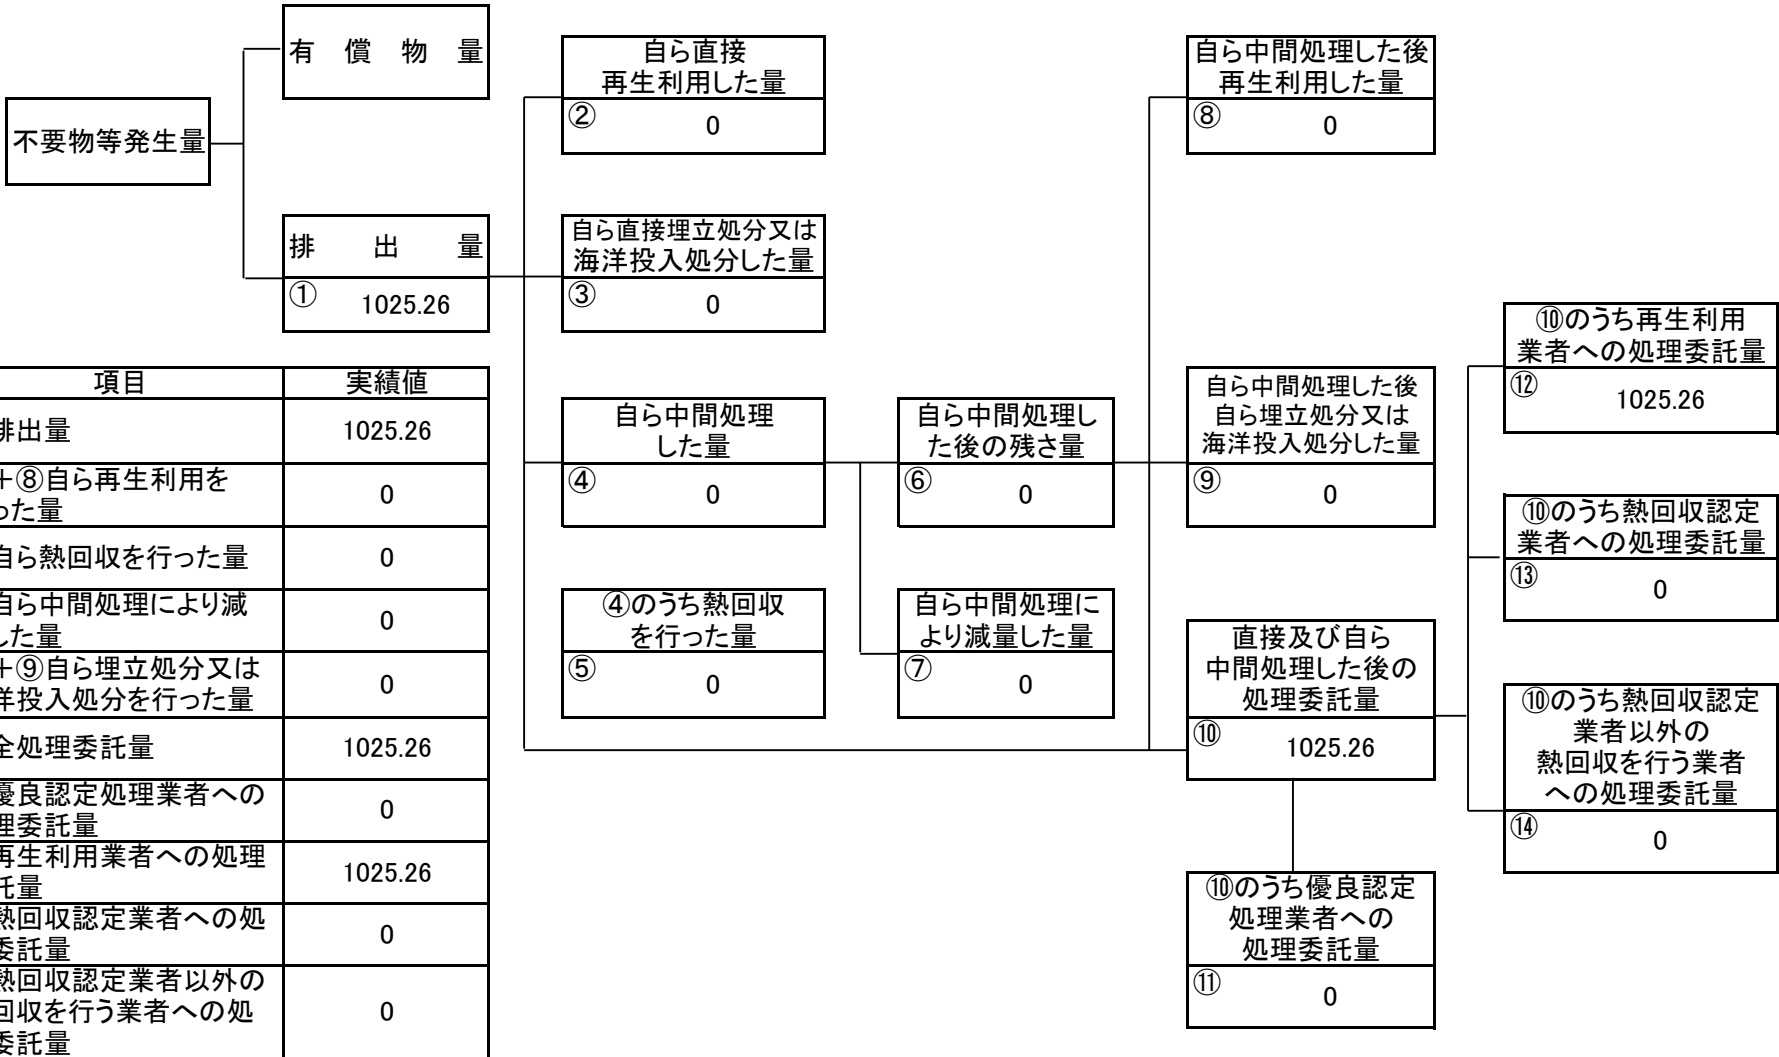 有　償　物　量
不要物等発生量
排　出　量
① 1025.26
自ら直接
再生利用した量
② 0
自ら直接埋立処分又は
海洋投入処分した量
③ 0
自ら中間処理
した量
④ 0
④のうち熱回収
を行った量
⑤ 0
自ら中間処理し
た後の残さ量
⑥ 0
自ら中間処理に
より減量した量
⑦ 0
自ら中間処理した後
再生利用した量
⑧ 0
自ら中間処理した後
自ら埋立処分又は
海洋投入処分した量
⑨ 0
直接及び自ら
中間処理した後の
処理委託量
⑩ 1025.26
⑩のうち優良認定
処理業者への
処理委託量
⑪ 0
⑩のうち再生利用
業者への処理委託量
⑫ 1025.26
⑩のうち熱回収認定
業者への処理委託量
⑬ 0
⑩のうち熱回収認定
業者以外の
熱回収を行う業者
への処理委託量
⑭ 0
項目 実績値
排出量 1025.26
+⑧自ら再生利用を
った量 0
自ら熱回収を行った量 0
自ら中間処理により減
した量 0
+⑨自ら埋立処分又は
洋投入処分を行った量 0
全処理委託量 1025.26
優良認定処理業者への
理委託量 0
再生利用業者への処理
託量 1025.26
熱回収認定業者への処
委託量 0
熱回収認定業者以外の
回収を行う業者への処
委託量 0